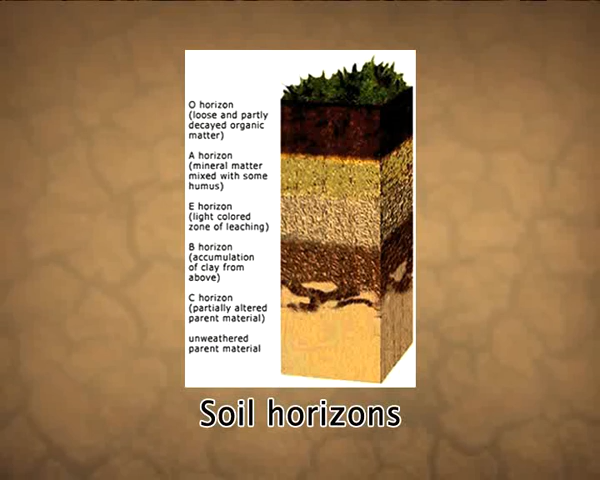 O horizon
(loose and partly
decayed organic
matter)
A horizon
(mineral matter
mixed with some
humus)
E horizon
(light colored
zone of leaching)
B horizon
(accumulation
of clay from
above)
C horizon
(partially altered
parent material)
unweathered
parent material
Soil horizons